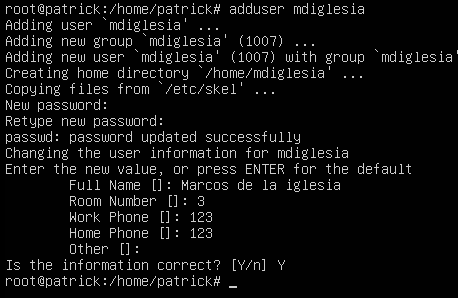 root@patrick:/home/patrick# adduser mdiglesia
Adding user `mdiglesia' ...
Adding new group `mdiglesia' (1007) ...
Adding new user `mdiglesia' (1007) with group `mdiglesia'
Creating home directory `/home/mdiglesia' ...
Copying files from `/etc/skel' ...
New password:
Retype new password:
passwd: password updated successfully
Changing the user information for mdiglesia
Enter the new value, or press ENTER for the default
Full Name []: Marcos de la iglesia
Room Number []: 3
Work Phone []: 123
Home Phone []: 123
Other []:
Is the information correct? [Y/n] Y
root@patrick:/home/patrick# _